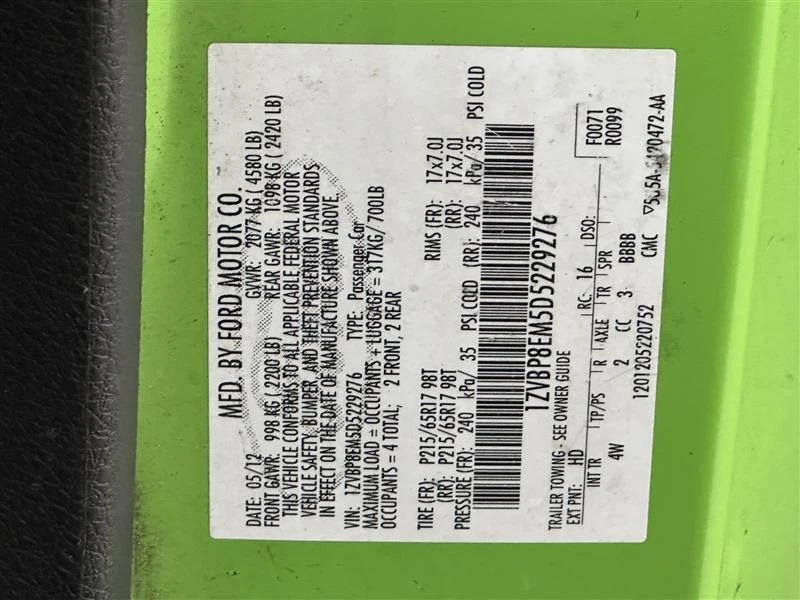 MFD. BY FORD MOTOR CO.
DATE: 05/12 GVWR: 2077 KG ( 4580 LB)
FRONT GAWR: 998 KG ( 2200 LB) REAR GAWR: 1098 KG ( 2420 LB)
THIS VEHICLE CONFORMS TO ALL APPLICABLE FEDERAL MOTOR
VEHICLE SAFETY, BUMPER, AND THEFT PREVENTION STANDARDS
IN EFFECT ON THE DATE OF MANUFACTURE SHOWN ABOVE.
VIN: 1ZVBP8EM5D5229276 TYPE: Passenger Car
MAXIMUM LOAD = OCCUPANTS + LUGGAGE = 317KG/ 700LB
OCCUPANTS = 4 TOTAL; 2 FRONT, 2 REAR
TIRE (FR): P215/65R17 98T RIMS (FR): 17x7.0J
(RR): P215/65R17 98T (RR): 17x7.0J
PRESSURE (FD): 240 kPa/ 35 PSI COLD (RR): 240 kPa/ 35 PSI COLD
1ZVBP8EM5D5229276
TRAILER TOWING - SEE OWNER GUIDE
EXT PNT: HD RC: 16 DSO: F0071
R0099
INT TR TP/PS R AXLE TR SPR
4W 2 CC 3 BBBB
1201205220752 CMC